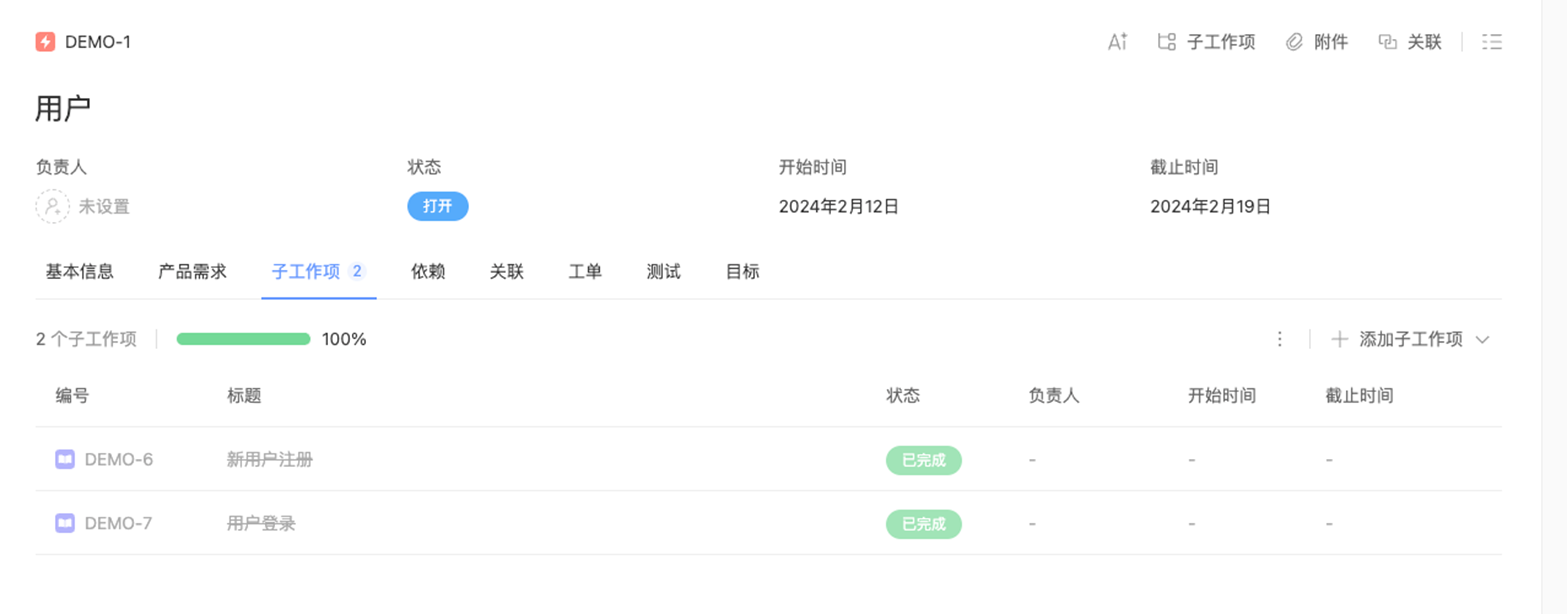 DEMO-1 子工作项 附件 关联
用户
负责人 状态 开始时间 截止时间
未设置 打开 2024年2月12日 2024年2月19日
基本信息 产品需求 子工作项 2 依赖 关联 工单 测试 目标
2 个子工作项 100% 添加子工作项
编号 标题 状态 负责人 开始时间 截止时间
DEMO-6 新用户注册 已完成 - - -
DEMO-7 用户登录 已完成 - - -